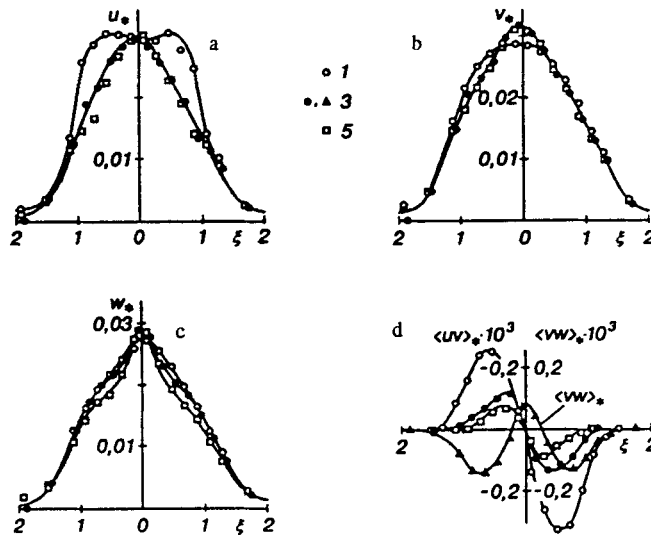 u* a
0,01
2 1 0 1 ξ 2
○ 1
●,▲ 3
□ 5
v* b
0,02
0,01
2 1 0 1 ξ 2
w* c
0,03
0,01
2 1 0 1 ξ 2
d
<uv>*·10³ <vw>*·10³
-0,2 0,2
<vw>*
2 ξ 2
-0,2 -0,2